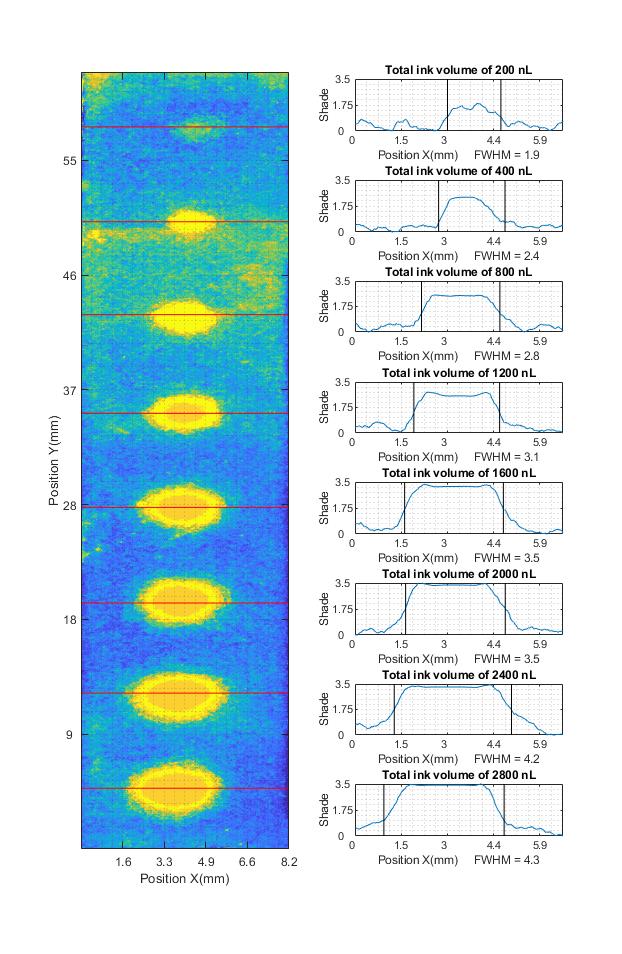 Position Y(mm)
55
46
37
28
18
9
1.6 3.3 4.9 6.6 8.2
Position X(mm)
Total ink volume of 200 nL
Shade
3.5
1.75
0
0 1.5 3 4.4 5.9
Position X(mm) FWHM = 1.9
Total ink volume of 400 nL
Shade
3.5
1.75
0
0 1.5 3 4.4 5.9
Position X(mm) FWHM = 2.4
Total ink volume of 800 nL
Shade
3.5
1.75
0
0 1.5 3 4.4 5.9
Position X(mm) FWHM = 2.8
Total ink volume of 1200 nL
Shade
3.5
1.75
0
0 1.5 3 4.4 5.9
Position X(mm) FWHM = 3.1
Total ink volume of 1600 nL
Shade
3.5
1.75
0
0 1.5 3 4.4 5.9
Position X(mm) FWHM = 3.5
Total ink volume of 2000 nL
Shade
3.5
1.75
0
0 1.5 3 4.4 5.9
Position X(mm) FWHM = 3.5
Total ink volume of 2400 nL
Shade
3.5
1.75
0
0 1.5 3 4.4 5.9
Position X(mm) FWHM = 4.2
Total ink volume of 2800 nL
Shade
3.5
1.75
0
0 1.5 3 4.4 5.9
Position X(mm) FWHM = 4.3